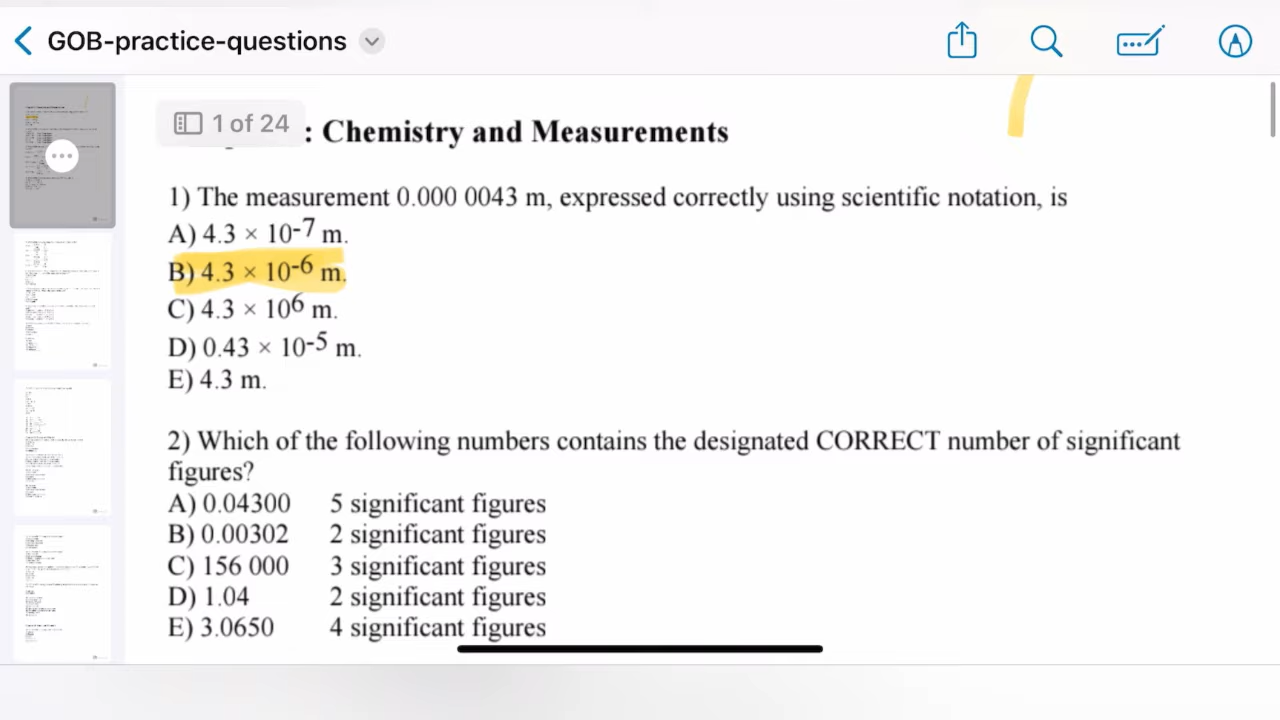 GOB-practice-questions
1 of 24
: Chemistry and Measurements
1) The measurement 0.000 0043 m, expressed correctly using scientific notation, is
A) 4.3 × 10-7 m.
B) 4.3 × 10-6 m.
C) 4.3 × 106 m.
D) 0.43 × 10-5 m.
E) 4.3 m.
2) Which of the following numbers contains the designated CORRECT number of significant
figures?
A) 0.04300 5 significant figures
B) 0.00302 2 significant figures
C) 156 000 3 significant figures
D) 1.04 2 significant figures
E) 3.0650 4 significant figures